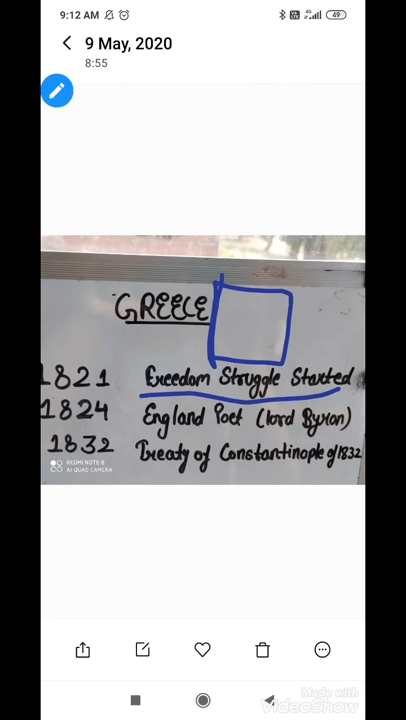 9:12 AM
49
9 May, 2020
8:55
GREECE
1821 Freedom Struggle Started
1824 England Poet (lord Byron)
1832 Treaty of Constantinople of 1832
REDMI NOTE 8
AI QUAD CAMERA
Made with
VideoShow